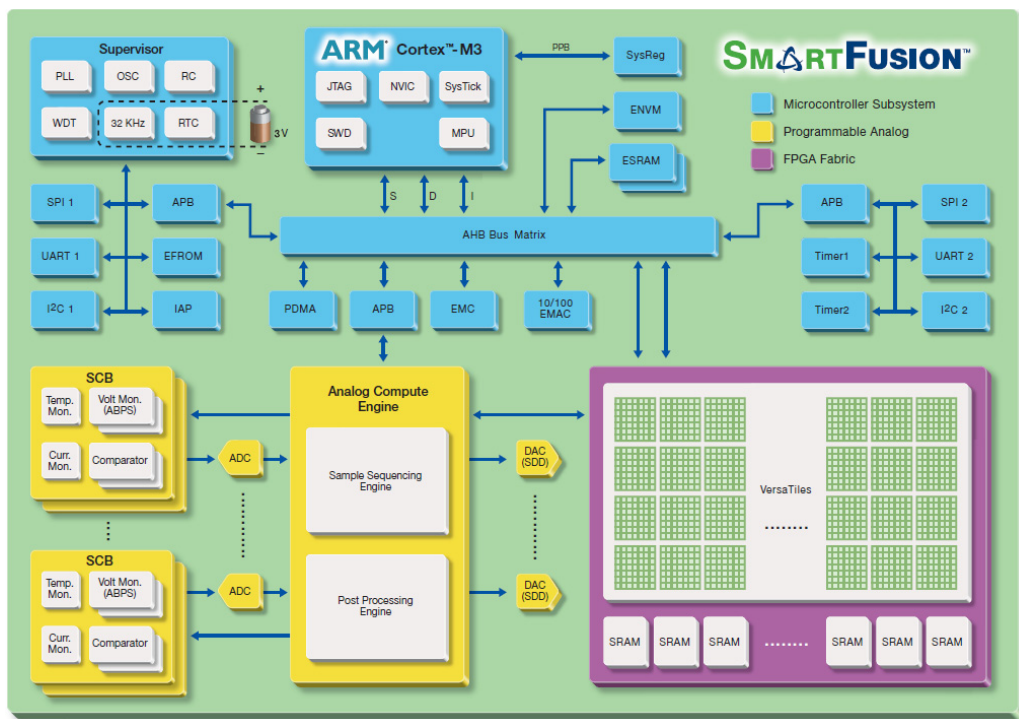 Supervisor
PLL
OSC
RC
WDT
32 KHz
RTC
+
3V
–
ARM® Cortex™-M3
JTAG
NVIC
SysTick
SWD
MPU
PPB
SysReg
ENVM
ESRAM
SMARTFUSION™
Microcontroller Subsystem
Programmable Analog
FPGA Fabric
S
D
I
SPI 1
APB
UART 1
EFROM
I²C 1
IAP
AHB Bus Matrix
PDMA
APB
EMC
10/100
EMAC
APB
SPI 2
Timer1
UART 2
Timer2
I²C 2
SCB
Temp.
Mon.
Volt Mon.
(ABPS)
Curr.
Mon.
Comparator
ADC
SCB
Temp.
Mon.
Volt Mon.
(ABPS)
Curr.
Mon.
Comparator
ADC
Analog Compute
Engine
Sample Sequencing
Engine
Post Processing
Engine
DAC
(SDD)
DAC
(SDD)
VersaTiles
........
SRAM
SRAM
SRAM
........
SRAM
SRAM
SRAM